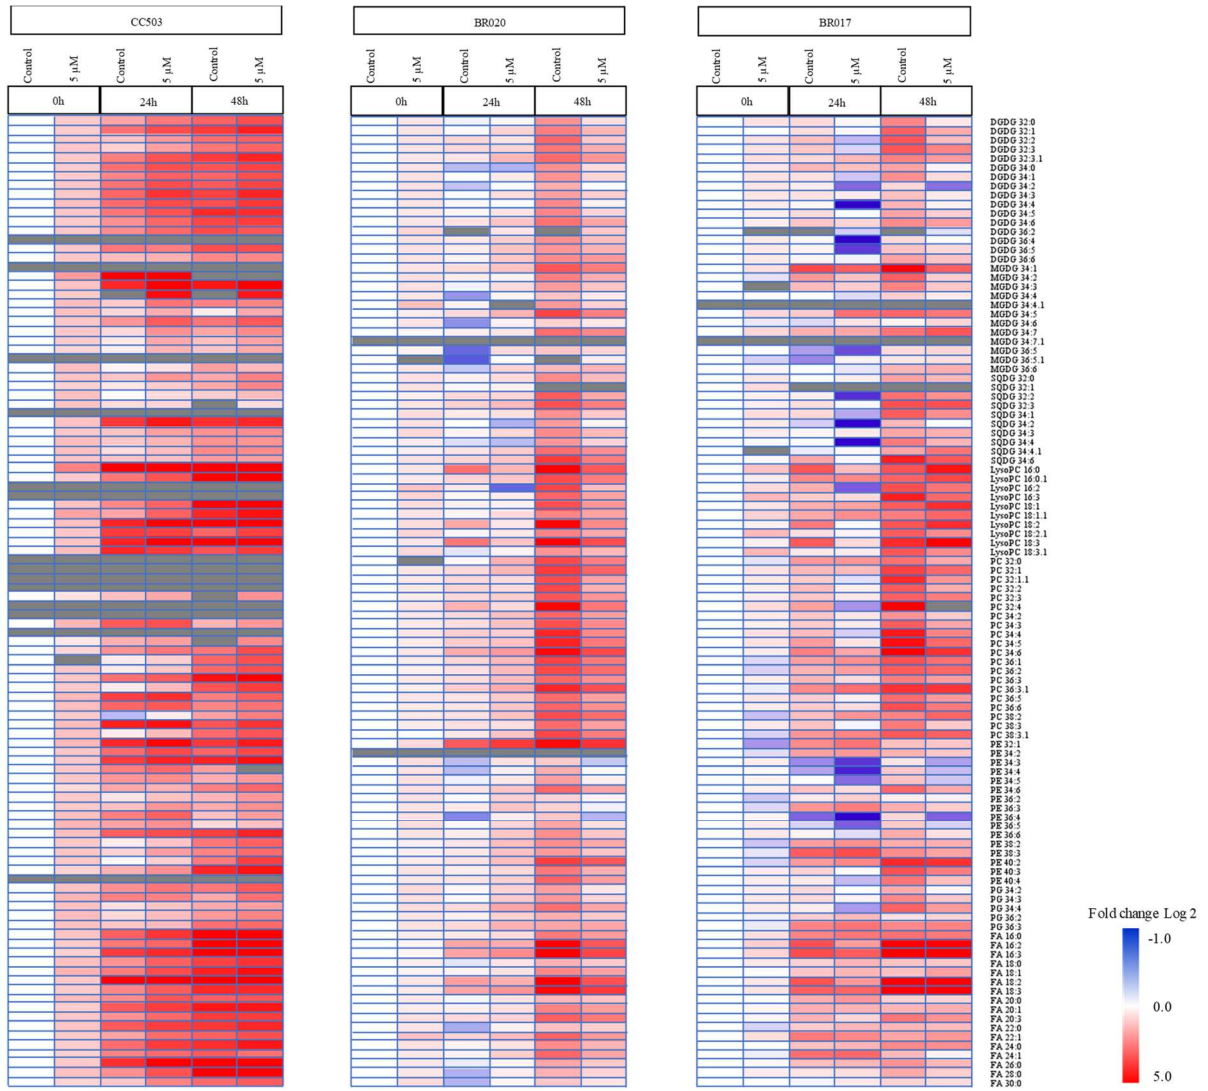 CC503 BR020 BR017
Control 5 µM Control 5 µM Control 5 µM Control 5 µM Control 5 µM Control 5 µM Control 5 µM Control 5 µM Control 5 µM
0h 24h 48h 0h 24h 48h 0h 24h 48h
DGDG 32:0
DGDG 32:1
DGDG 32:2
DGDG 32:3
DGDG 32:3.1
DGDG 34:0
DGDG 34:1
DGDG 34:2
DGDG 34:3
DGDG 34:4
DGDG 34:5
DGDG 34:6
DGDG 36:2
DGDG 36:4
DGDG 36:5
DGDG 36:6
MGDG 34:1
MGDG 34:2
MGDG 34:3
MGDG 34:4
MGDG 34:4.1
MGDG 34:5
MGDG 34:6
MGDG 34:7
MGDG 34:7.1
MGDG 36:5
MGDG 36:5.1
MGDG 36:6
SQDG 32:0
SQDG 32:1
SQDG 32:2
SQDG 32:3
SQDG 34:1
SQDG 34:2
SQDG 34:3
SQDG 34:4
SQDG 34:4.1
SQDG 34:6
LysoPC 16:0
LysoPC 16:0.1
LysoPC 16:2
LysoPC 16:3
LysoPC 18:1
LysoPC 18:1.1
LysoPC 18:2
LysoPC 18:2.1
LysoPC 18:3
LysoPC 18:3.1
PC 32:0
PC 32:1
PC 32:1.1
PC 32:2
PC 32:3
PC 32:4
PC 34:2
PC 34:3
PC 34:4
PC 34:5
PC 34:6
PC 36:1
PC 36:2
PC 36:3
PC 36:3.1
PC 36:5
PC 36:6
PC 38:2
PC 38:3
PC 38:3.1
PE 32:1
PE 34:2
PE 34:3
PE 34:4
PE 34:5
PE 34:6
PE 36:2
PE 36:3
PE 36:4
PE 36:5
PE 36:6
PE 38:2
PE 38:3
PE 40:2
PE 40:3
PE 40:4
PG 34:2
PG 34:3
PG 34:4
PG 36:2
PG 36:3
FA 16:0
FA 16:2
FA 16:3
FA 18:0
FA 18:1
FA 18:2
FA 18:3
FA 20:0
FA 20:1
FA 20:3
FA 22:0
FA 22:1
FA 24:0
FA 24:1
FA 26:0
FA 28:0
FA 30:0
Fold change Log 2
-1.0
0.0
5.0